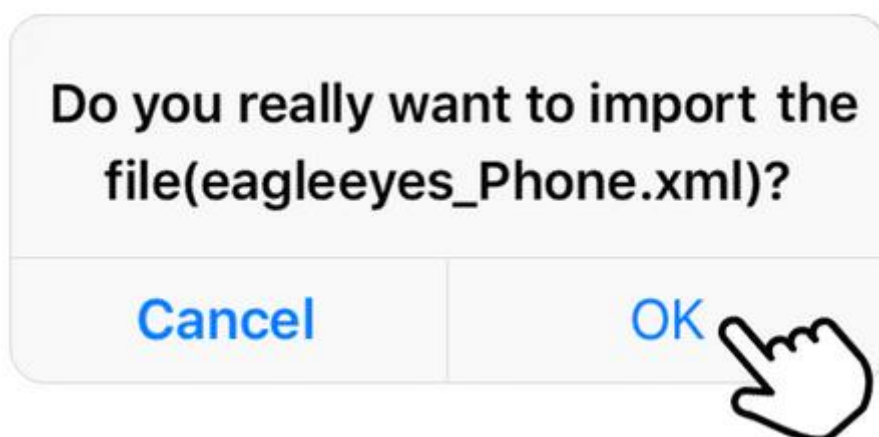 Do you really want to import the
file(eagleeyes_Phone.xml)?
Cancel
OK